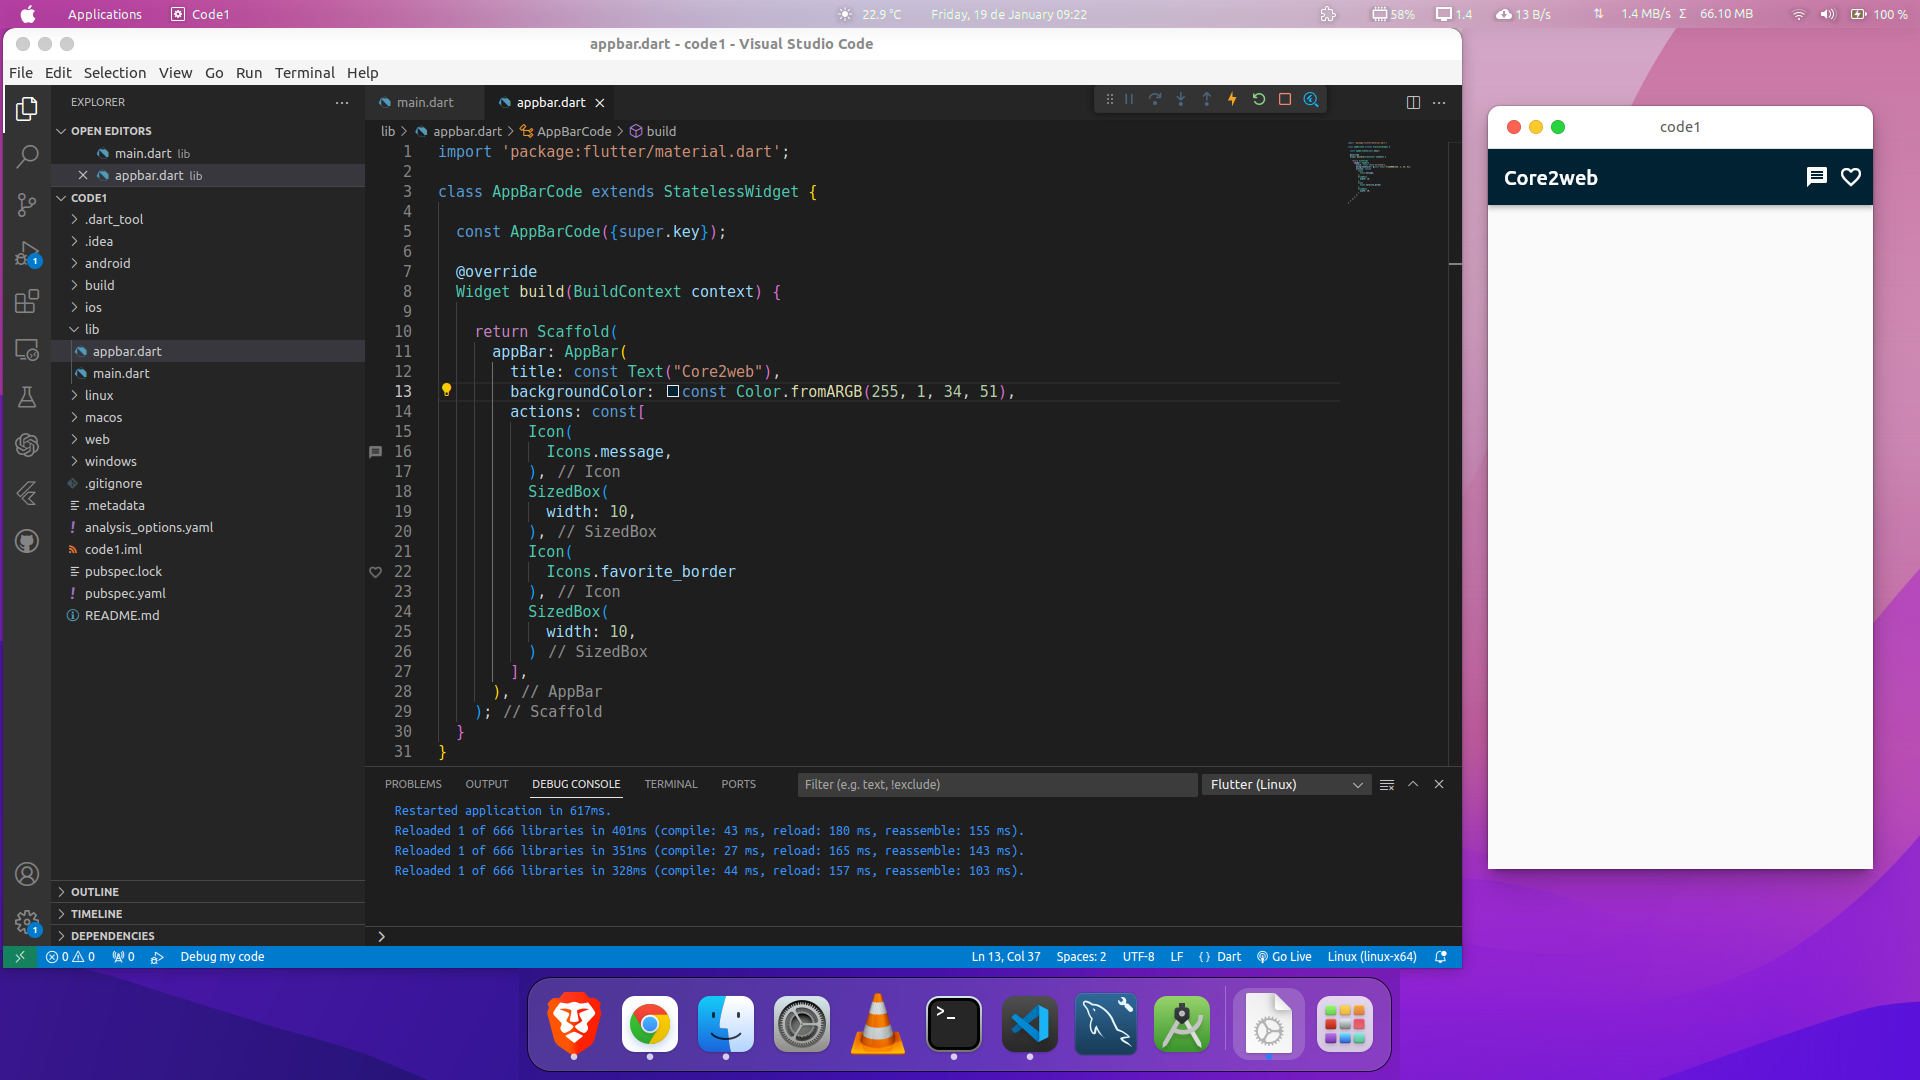 Applications
Code1
22.9 °C
Friday, 19 de January 09:22
58%
1.4
13 B/s
1.4 MB/s Σ 66.10 MB
100 %
appbar.dart - code1 - Visual Studio Code
File Edit Selection View Go Run Terminal Help
EXPLORER
OPEN EDITORS
main.dart lib
appbar.dart lib
CODE1
.dart_tool
.idea
android
build
ios
lib
appbar.dart
main.dart
linux
macos
web
windows
.gitignore
.metadata
analysis_options.yaml
code1.iml
pubspec.lock
pubspec.yaml
README.md
OUTLINE
TIMELINE
DEPENDENCIES
1
1
main.dart
appbar.dart
lib > appbar.dart > AppBarCode > build
1 import 'package:flutter/material.dart';
2
3 class AppBarCode extends StatelessWidget {
4
5 const AppBarCode({super.key});
6
7 @override
8 Widget build(BuildContext context) {
9
10 return Scaffold(
11 appBar: AppBar(
12 title: const Text("Core2web"),
13 backgroundColor: const Color.fromARGB(255, 1, 34, 51),
14 actions: const[
15 Icon(
16 Icons.message,
17 ), // Icon
18 SizedBox(
19 width: 10,
20 ), // SizedBox
21 Icon(
22 Icons.favorite_border
23 ), // Icon
24 SizedBox(
25 width: 10,
26 ) // SizedBox
27 ],
28 ), // AppBar
29 ); // Scaffold
30 }
31 }
PROBLEMS OUTPUT DEBUG CONSOLE TERMINAL PORTS
Filter (e.g. text, !exclude)
Flutter (Linux)
Restarted application in 617ms.
Reloaded 1 of 666 libraries in 401ms (compile: 43 ms, reload: 180 ms, reassemble: 155 ms).
Reloaded 1 of 666 libraries in 351ms (compile: 27 ms, reload: 165 ms, reassemble: 143 ms).
Reloaded 1 of 666 libraries in 328ms (compile: 44 ms, reload: 157 ms, reassemble: 103 ms).
0 0 0 Debug my code
Ln 13, Col 37 Spaces: 2 UTF-8 LF {} Dart Go Live Linux (linux-x64)
code1
Core2web
>_